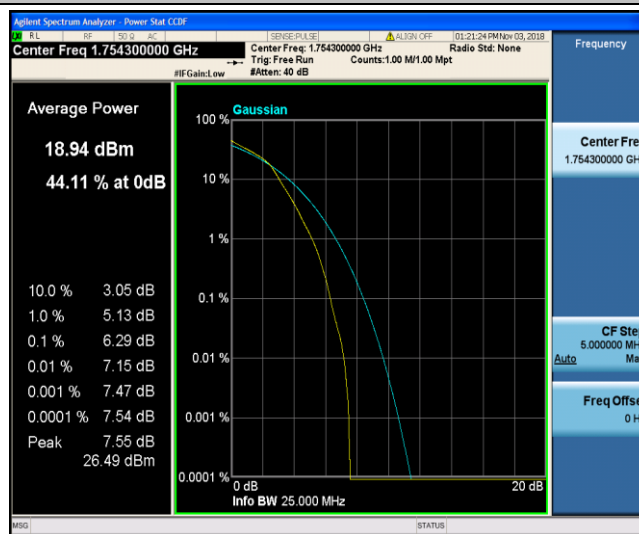 Agilent Spectrum Analyzer - Power Stat CCDF
RL RF 50 Ω AC SENSE:PULSE ALIGN OFF 01:21:24 PM Nov 03, 2018
Center Freq 1.754300000 GHz
Center Freq: 1.754300000 GHz Radio Std: None
Trig: Free Run Counts:1.00 M/1.00 Mpt
#IFGain:Low #Atten: 40 dB
Frequency
Average Power
18.94 dBm
44.11 % at 0dB
10.0 % 3.05 dB
1.0 % 5.13 dB
0.1 % 6.29 dB
0.01 % 7.15 dB
0.001 % 7.47 dB
0.0001 % 7.54 dB
Peak 7.55 dB
26.49 dBm
Gaussian
100 %
10 %
1 %
0.1 %
0.01 %
0.001 %
0.0001 %
0 dB 20 dB
Info BW 25.000 MHz
Center Fre
1.754300000 GH
CF Ste
5.000000 MH
Auto Ma
Freq Offse
0 H
MSG STATUS